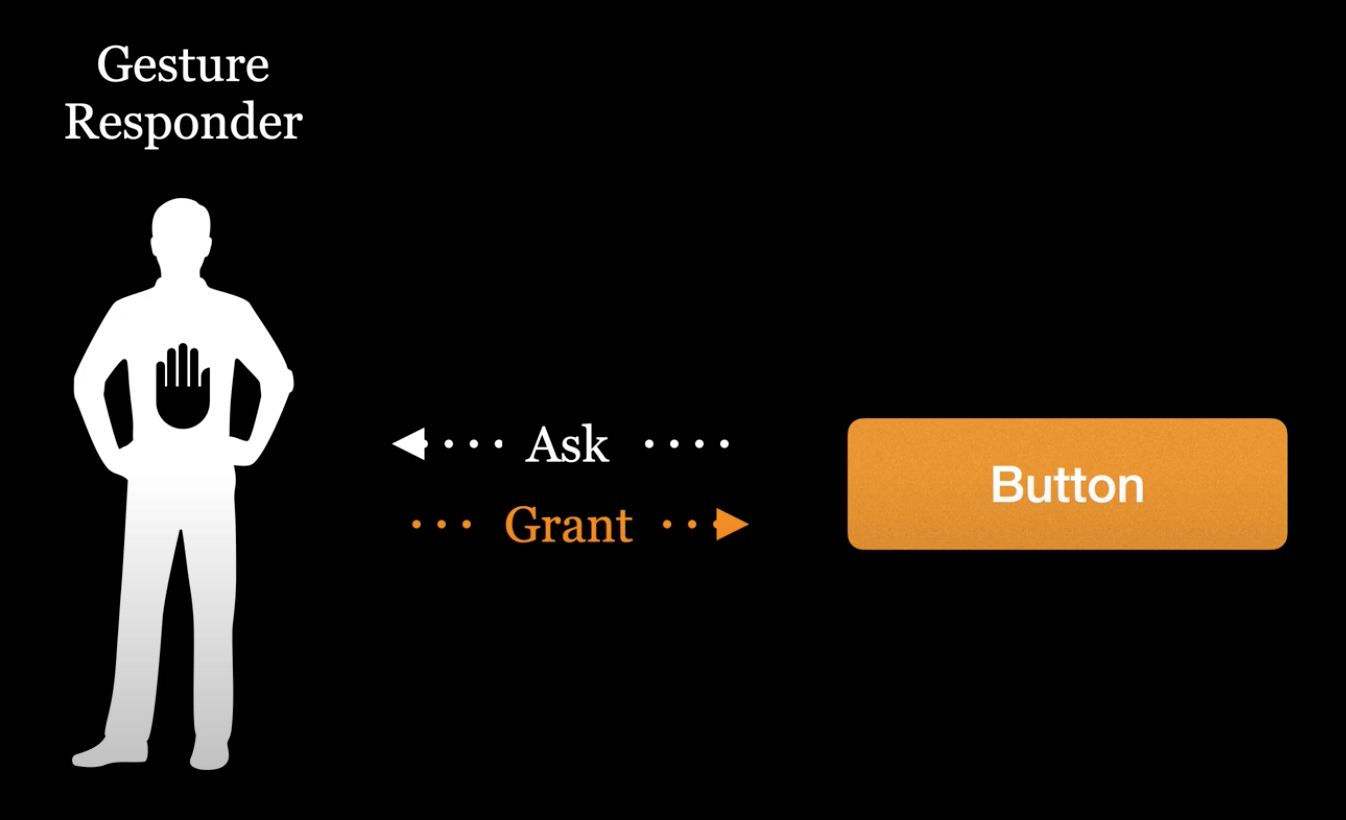 Gesture
Responder
Ask
Grant
Button